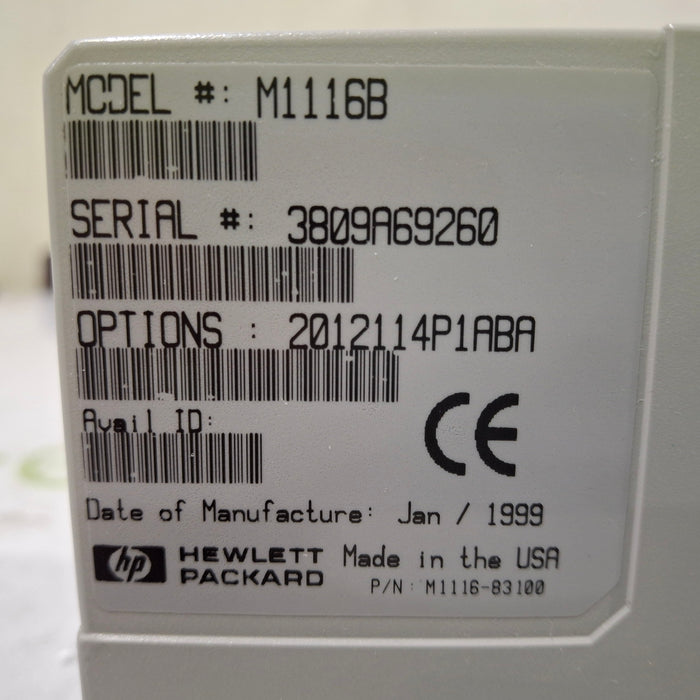 MODEL #: M1116B
SERIAL #: 3809A69260
OPTIONS : 2012114P1ABA
Avail ID:
CE
Date of Manufacture: Jan / 1999
hp HEWLETT PACKARD
Made in the USA
P/N: M1116-83100